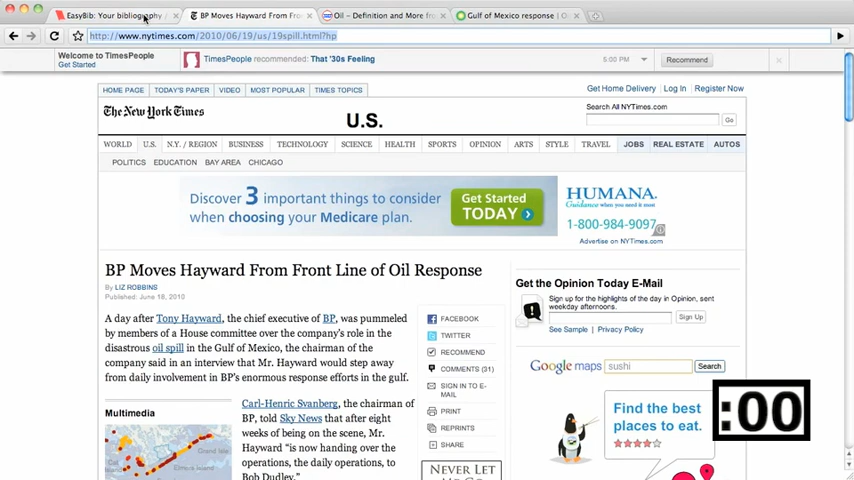 EasyBib: Your bibliography
BP Moves Hayward From Fron
Oil – Definition and More fr
Gulf of Mexico response | O
http://www.nytimes.com/2010/06/19/us/19spill.html?hp
Welcome to TimesPeople
Get Started
TimesPeople recommended: That '30s Feeling
5:00 PM
Recommend
HOME PAGE TODAY'S PAPER VIDEO MOST POPULAR TIMES TOPICS
Get Home Delivery Log In Register Now
The New York Times
U.S.
Search All NYTimes.com
Go
WORLD U.S. N.Y. / REGION BUSINESS TECHNOLOGY SCIENCE HEALTH SPORTS OPINION ARTS STYLE TRAVEL JOBS REAL ESTATE AUTOS
POLITICS EDUCATION BAY AREA CHICAGO
Discover 3 important things to consider
when choosing your Medicare plan.
Get Started
TODAY
HUMANA.
Guidance when you need it most
1-800-984-9097
Advertise on NYTimes.com
BP Moves Hayward From Front Line of Oil Response
By LIZ ROBBINS
Published: June 18, 2010
A day after Tony Hayward, the chief executive of BP, was pummeled
by members of a House committee over the company's role in the
disastrous oil spill in the Gulf of Mexico, the chairman of the
company said in an interview that Mr. Hayward would step away
from daily involvement in BP's enormous response efforts in the gulf.
Multimedia
Grand Isle
Carl-Henric Svanberg, the chairman of
BP, told Sky News that after eight
weeks of being on the scene, Mr.
Hayward "is now handing over the
operations, the daily operations, to
Bob Dudley."
FACEBOOK
TWITTER
RECOMMEND
COMMENTS (31)
SIGN IN TO E-
MAIL
PRINT
REPRINTS
SHARE
NEVER LET
Get the Opinion Today E-Mail
Sign up for the highlights of the day in Opinion, sent
weekday afternoons.
Sign Up
See Sample | Privacy Policy
Google maps
sushi
Search
Find the best
places to eat.
:00